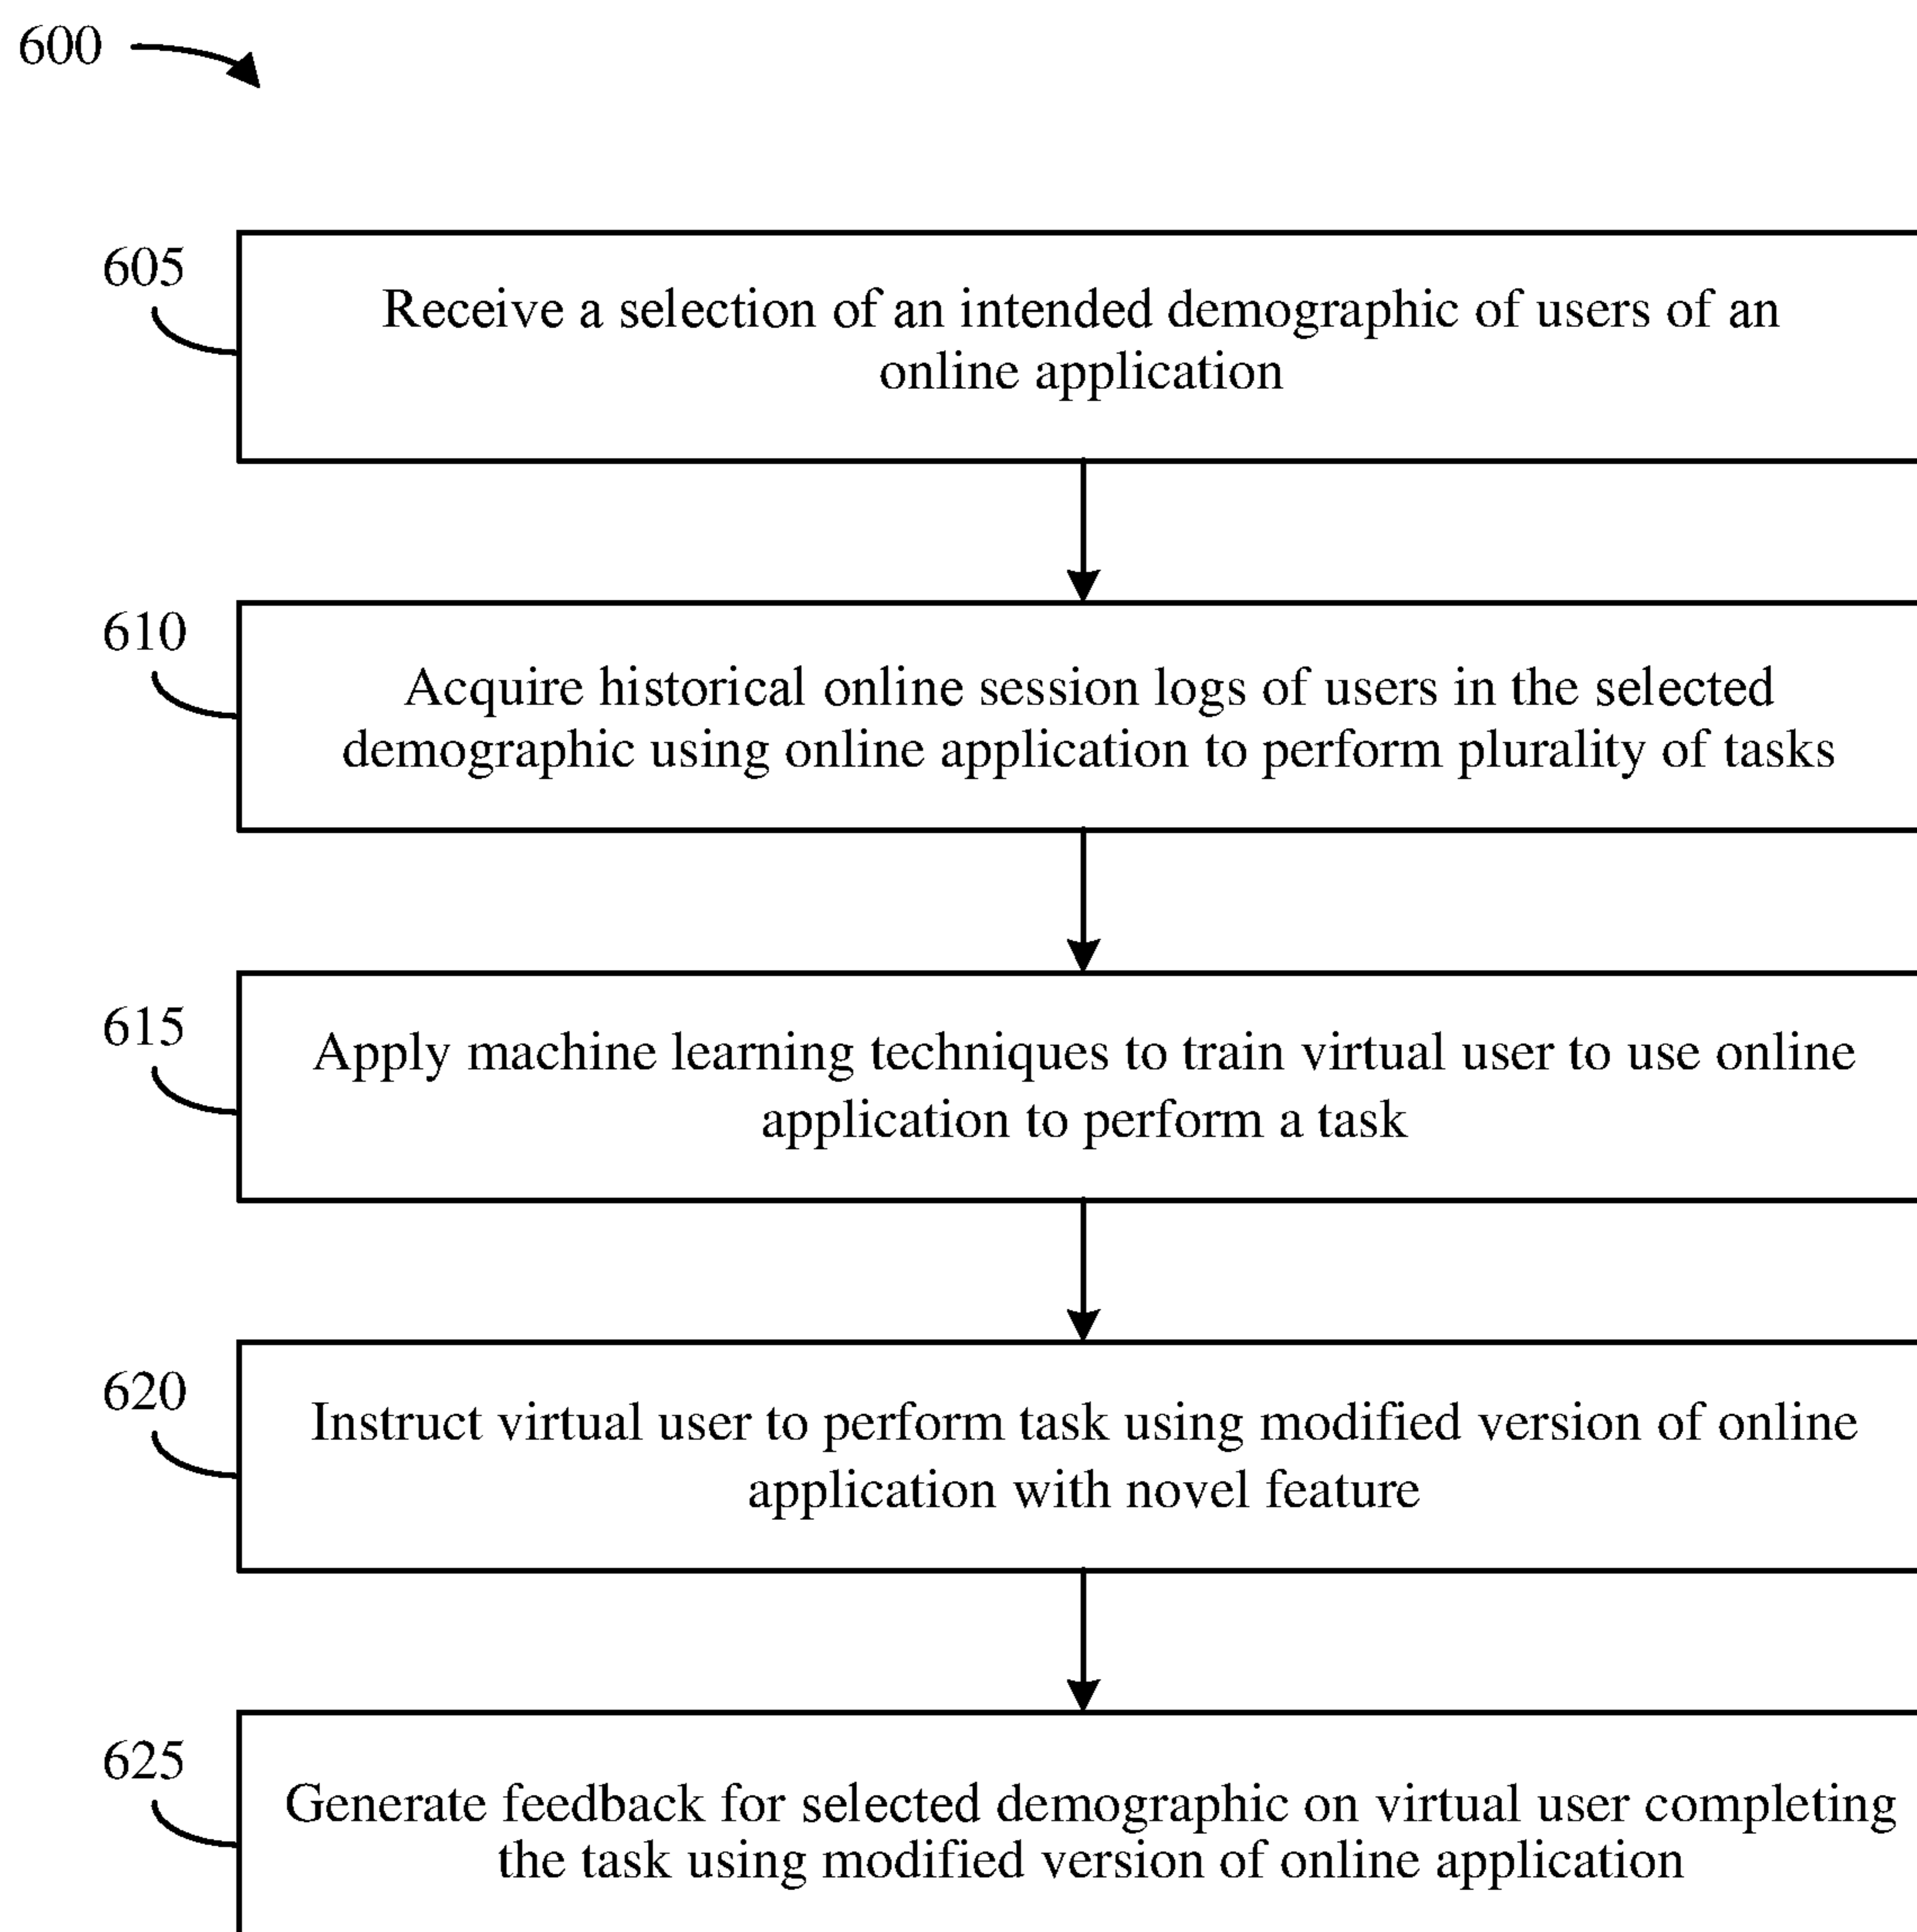 600
605
Receive a selection of an intended demographic of users of an
online application
610
Acquire historical online session logs of users in the selected
demographic using online application to perform plurality of tasks
615
Apply machine learning techniques to train virtual user to use online
application to perform a task
620
Instruct virtual user to perform task using modified version of online
application with novel feature
625
Generate feedback for selected demographic on virtual user completing
the task using modified version of online application